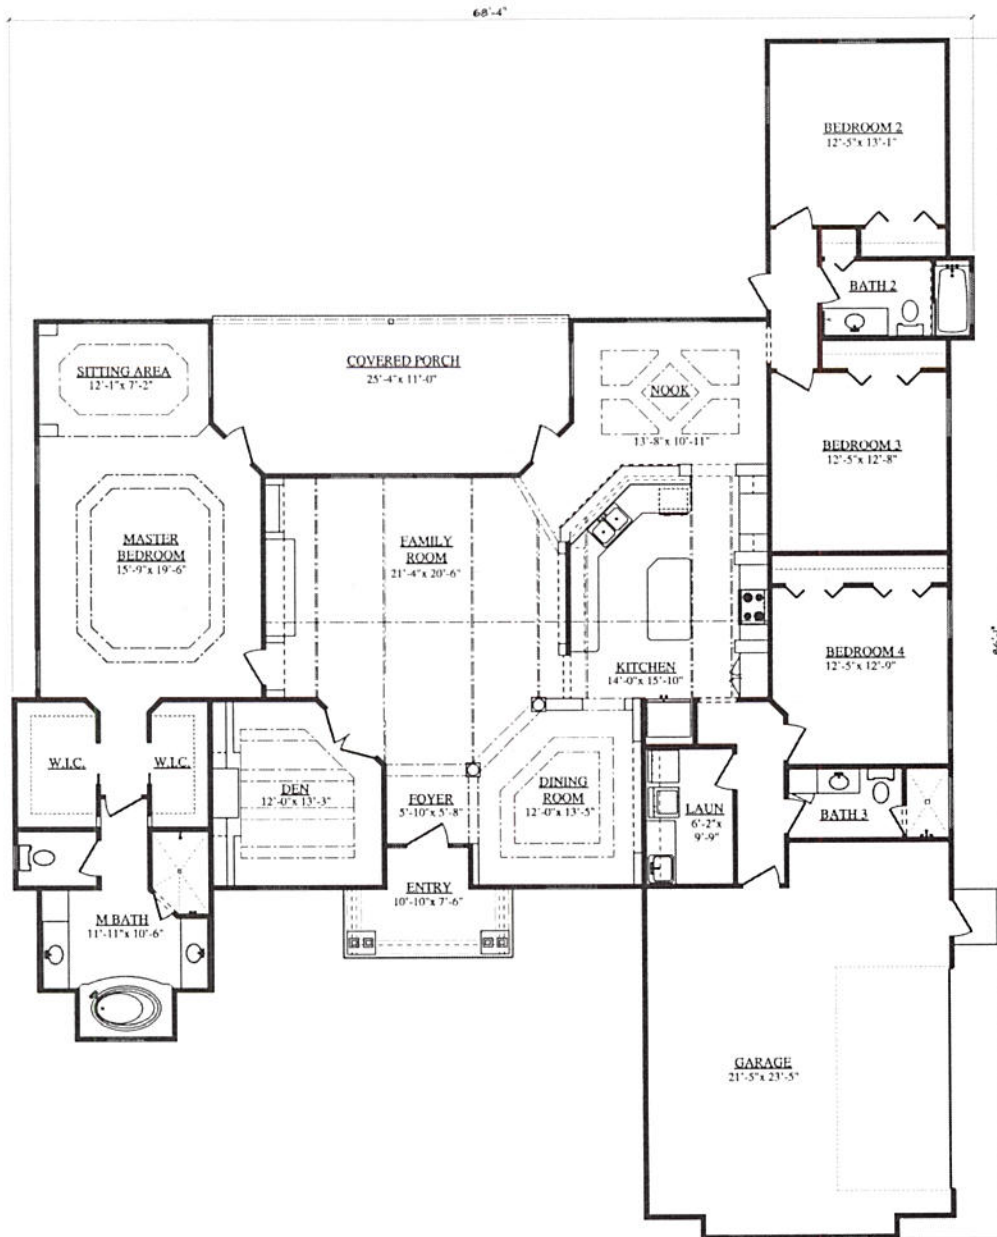 68'-4"
BEDROOM 2
12'-5"x 13'-1"
BATH 2
SITTING AREA
12'-1"x 7'-2"
COVERED PORCH
25'-4"x 11'-0"
NOOK
13'-8"x 10'-11"
BEDROOM 3
12'-5"x 12'-8"
MASTER
BEDROOM
15'-9"x 19'-6"
FAMILY
ROOM
21'-4"x 20'-6"
KITCHEN
14'-0"x 15'-10"
BEDROOM 4
12'-5"x 12'-9"
W.I.C.
W.I.C.
DEN
12'-0"x 13'-3"
FOYER
5'-10"x 5'-8"
DINING
ROOM
12'-0"x 13'-5"
LAUN
6'-2"x
9'-9"
BATH 3
M BATH
11'-11"x 10'-6"
ENTRY
10'-10"x 7'-6"
GARAGE
21'-5"x 23'-5"